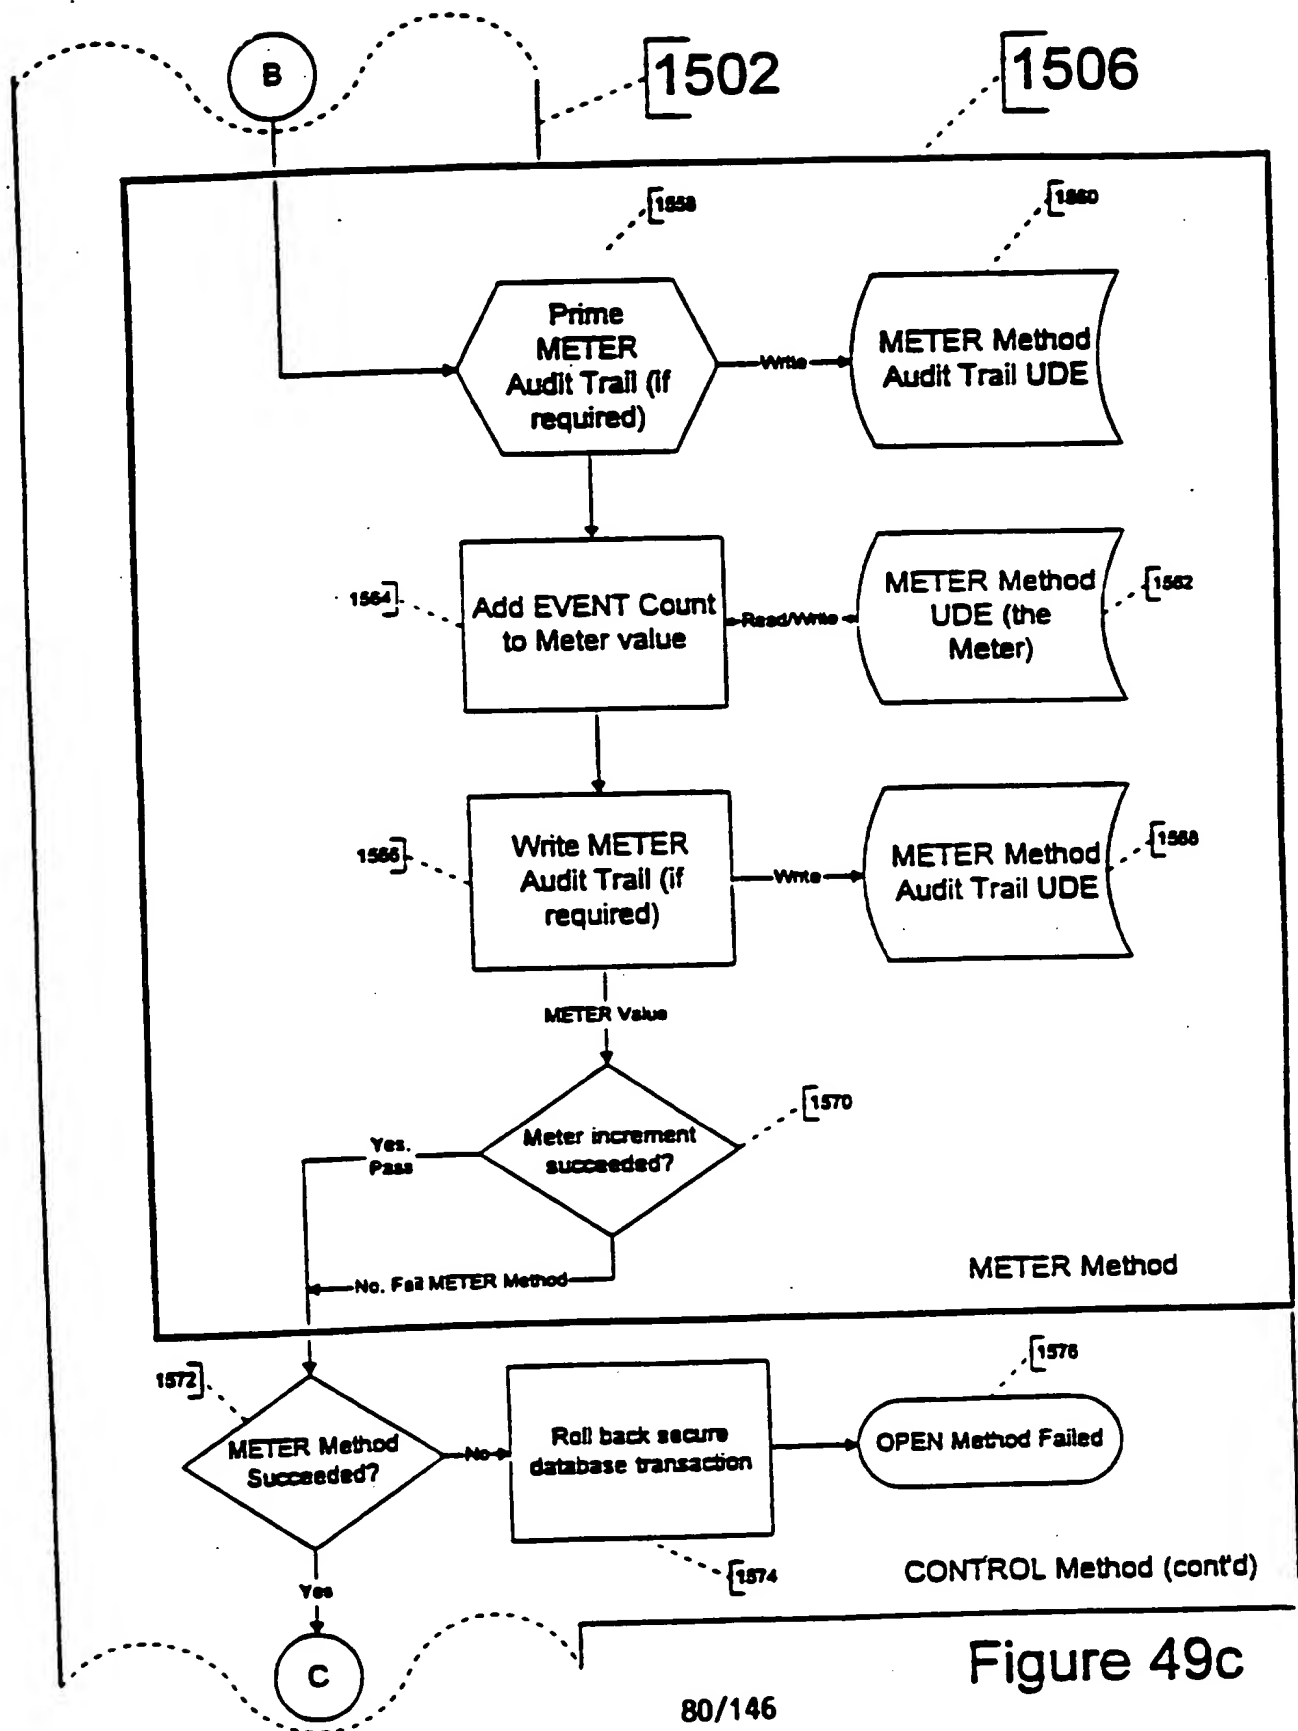 B
1502
1506
1558
1560
Prime
METER
Audit Trail (if
required)
Write
METER Method
Audit Trail UDE
1564
Add EVENT Count
to Meter value
Read/Write
METER Method
UDE (the
Meter)
1562
1566
Write METER
Audit Trail (if
required)
Write
METER Method
Audit Trail UDE
1568
METER Value
1570
Meter increment
succeeded?
Yes.
Pass
No. Fail METER Method
METER Method
1572
METER Method
Succeeded?
No
Roll back secure
database transaction
OPEN Method Failed
1576
1574
Yes
CONTROL Method (cont'd)
C
Figure 49c
80/146